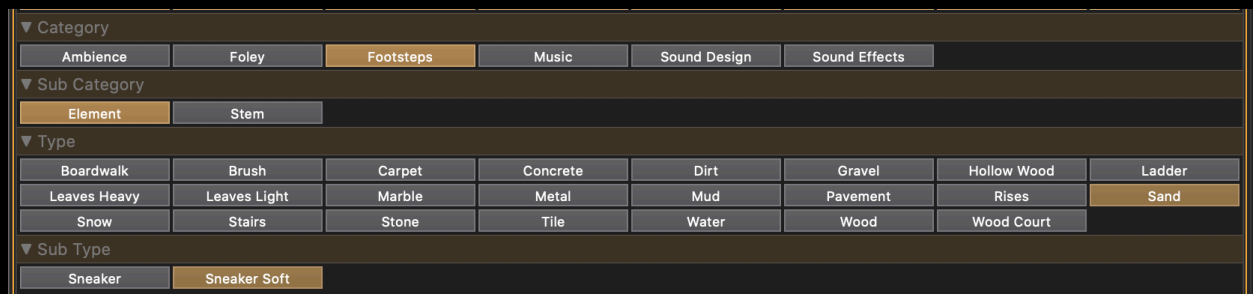 ▼ Category
Ambience Foley Footsteps Music Sound Design Sound Effects
▼ Sub Category
Element Stem
▼ Type
Boardwalk Brush Carpet Concrete Dirt Gravel Hollow Wood Ladder
Leaves Heavy Leaves Light Marble Metal Mud Pavement Rises Sand
Snow Stairs Stone Tile Water Wood Wood Court
▼ Sub Type
Sneaker Sneaker Soft